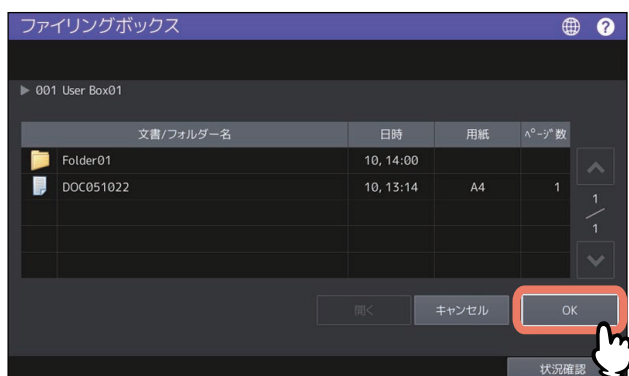 ファイリングボックス ?
▶ 001 User Box01
文書/フォルダー名 日時 用紙 ﾍﾟｰｼﾞ数
Folder01 10, 14:00
DOC051022 10, 13:14 A4 1
1
/
1
開く キャンセル OK
状況確認